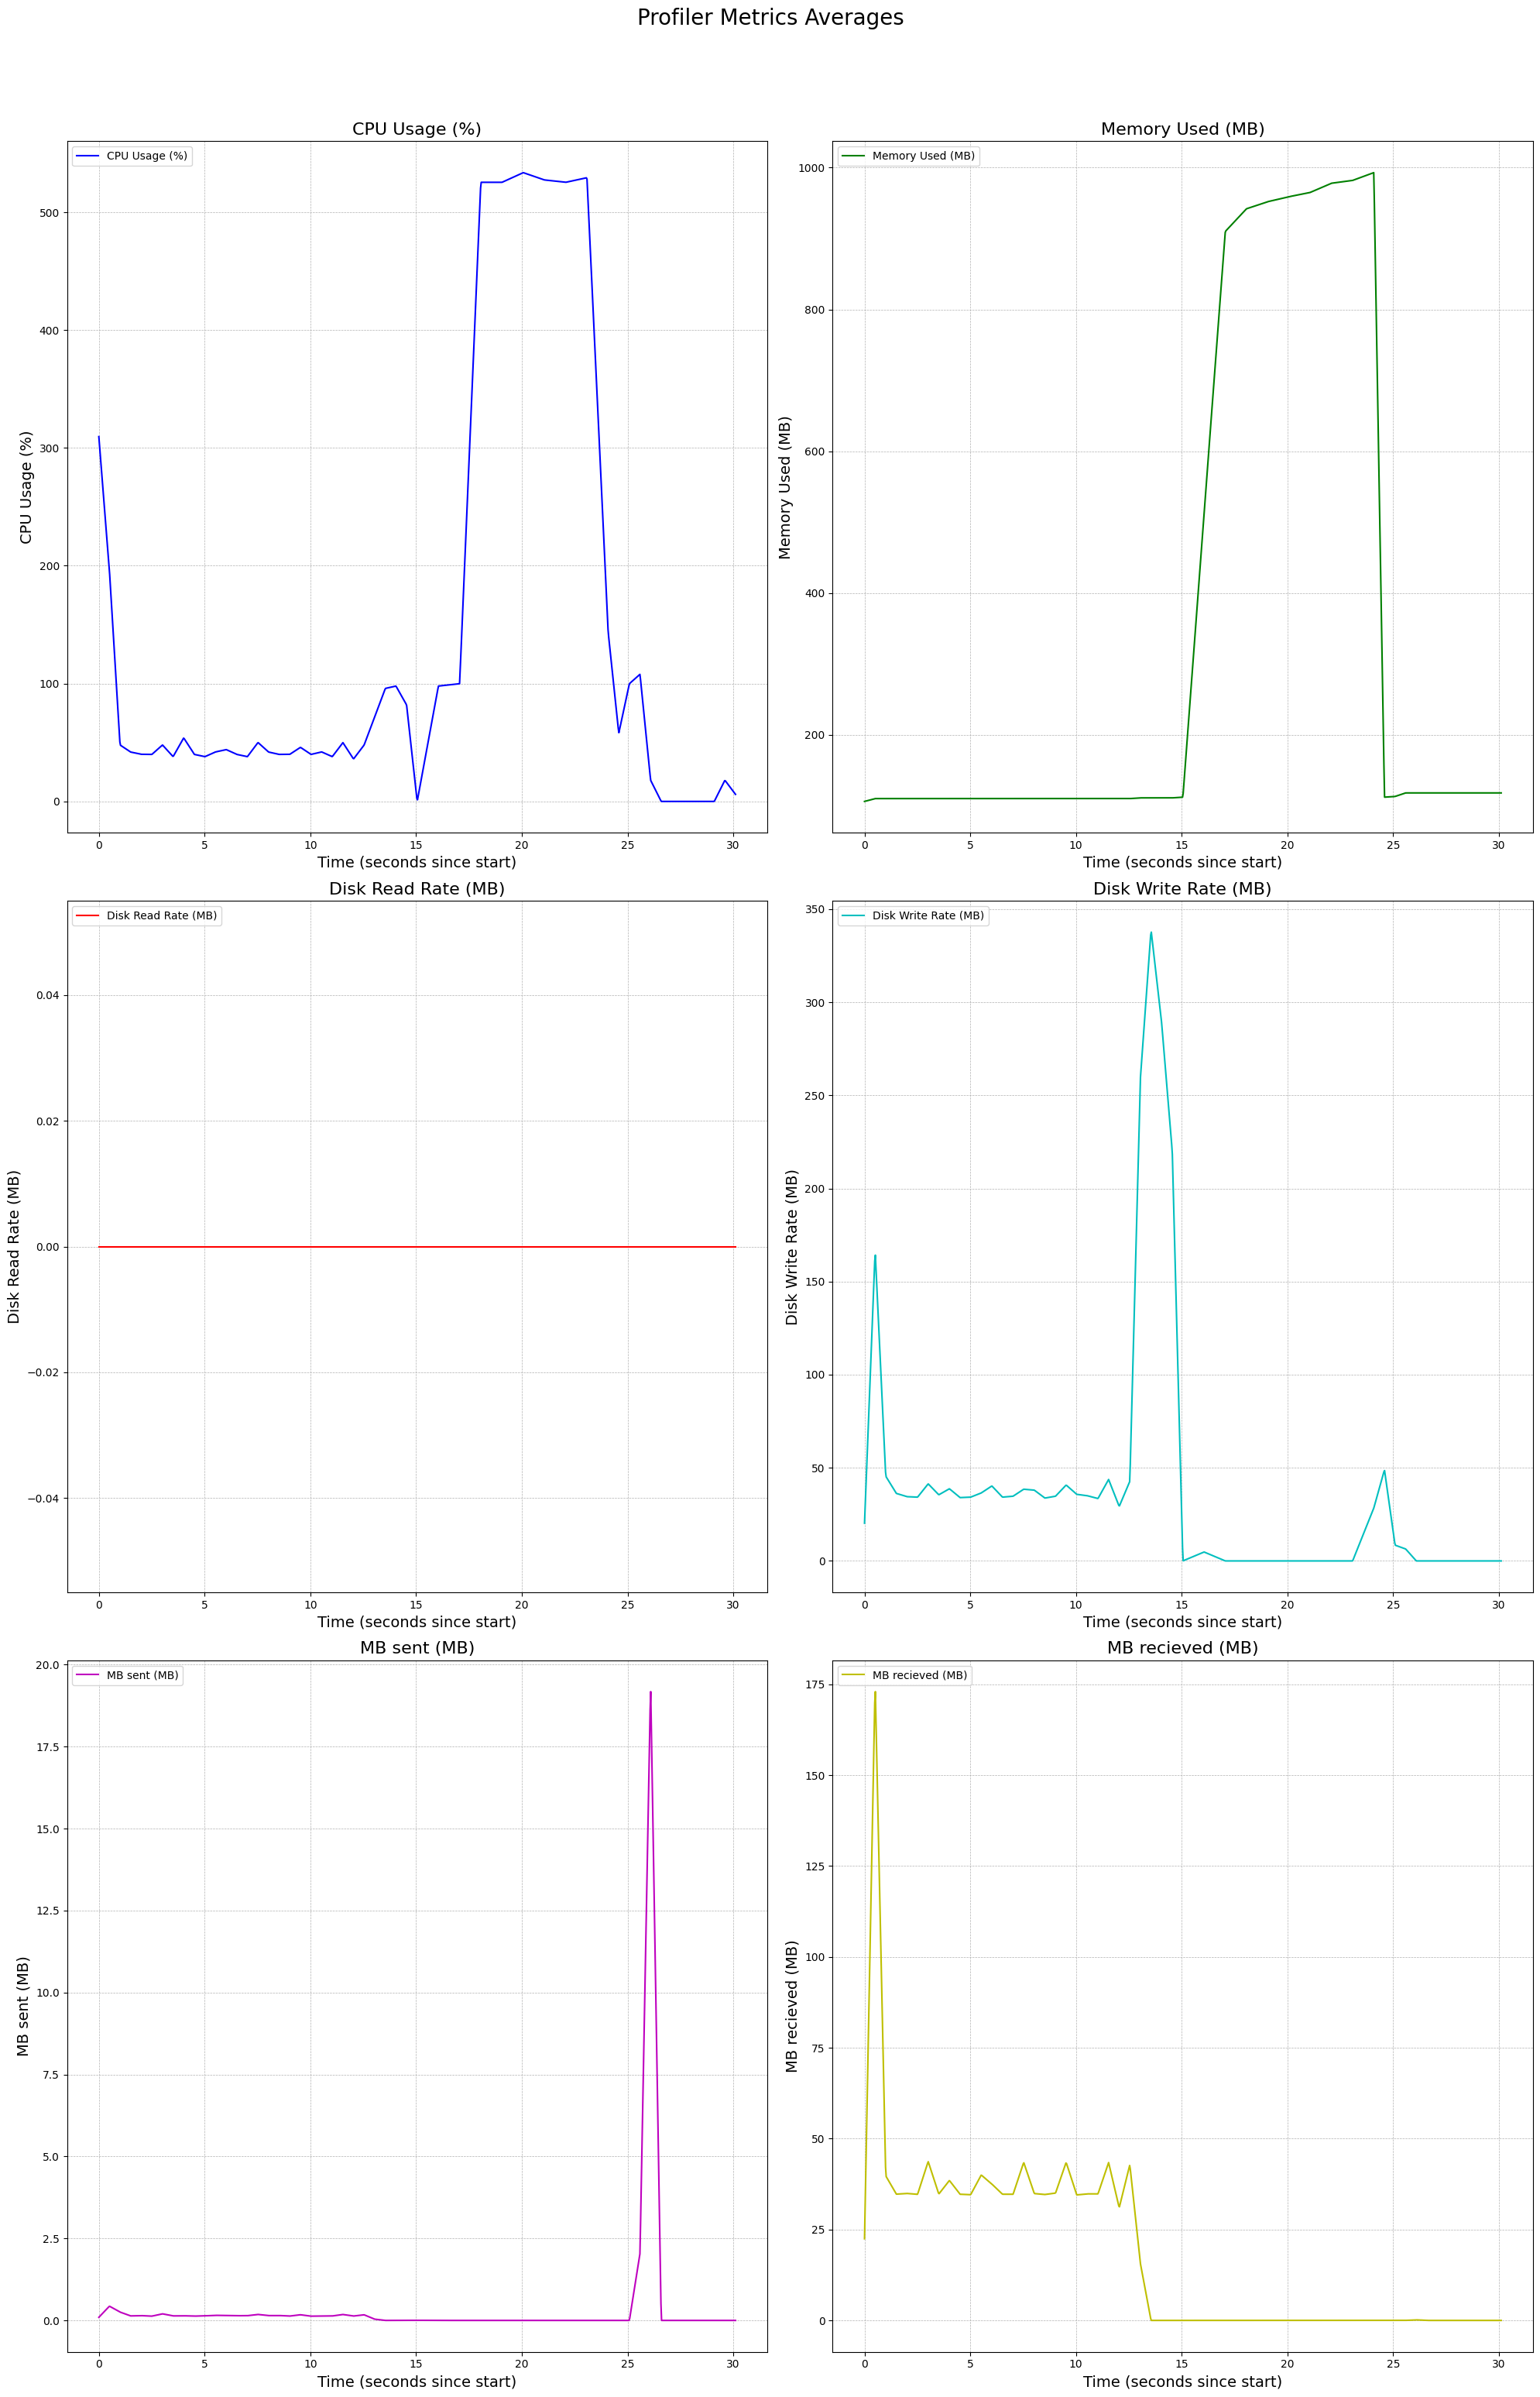 Profiler Metrics Averages
CPU Usage (%)
CPU Usage (%)
CPU Usage (%)
500
400
300
200
100
0
0 5 10 15 20 25 30
Time (seconds since start)
Memory Used (MB)
Memory Used (MB)
Memory Used (MB)
1000
800
600
400
200
0 5 10 15 20 25 30
Time (seconds since start)
Disk Read Rate (MB)
Disk Read Rate (MB)
Disk Read Rate (MB)
0.04
0.02
0.00
−0.02
−0.04
0 5 10 15 20 25 30
Time (seconds since start)
Disk Write Rate (MB)
Disk Write Rate (MB)
Disk Write Rate (MB)
350
300
250
200
150
100
50
0
0 5 10 15 20 25 30
Time (seconds since start)
MB sent (MB)
MB sent (MB)
MB sent (MB)
20.0
17.5
15.0
12.5
10.0
7.5
5.0
2.5
0.0
0 5 10 15 20 25 30
Time (seconds since start)
MB recieved (MB)
MB recieved (MB)
MB recieved (MB)
175
150
125
100
75
50
25
0
0 5 10 15 20 25 30
Time (seconds since start)